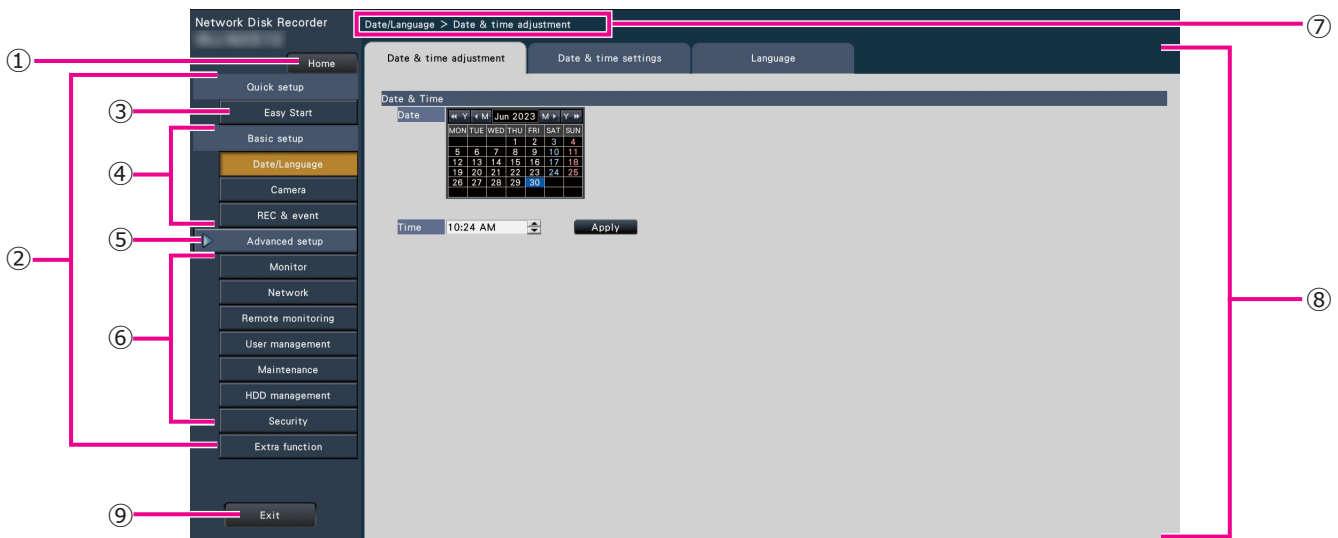 Network Disk Recorder
Date/Language > Date & time adjustment
⑦
① Home
Date & time adjustment Date & time settings Language
②
Quick setup
③ Easy Start
④
Basic setup
Date/Language
Camera
REC & event
⑤ Advanced setup
⑥
Monitor
Network
Remote monitoring
User management
Maintenance
HDD management
Security
Extra function
⑨ Exit
Date & Time
Date
Y M Jun 2023 M Y
MON TUE WED THU FRI SAT SUN
1 2 3 4
5 6 7 8 9 10 11
12 13 14 15 16 17 18
19 20 21 22 23 24 25
26 27 28 29 30
Time 10:24 AM Apply
⑧